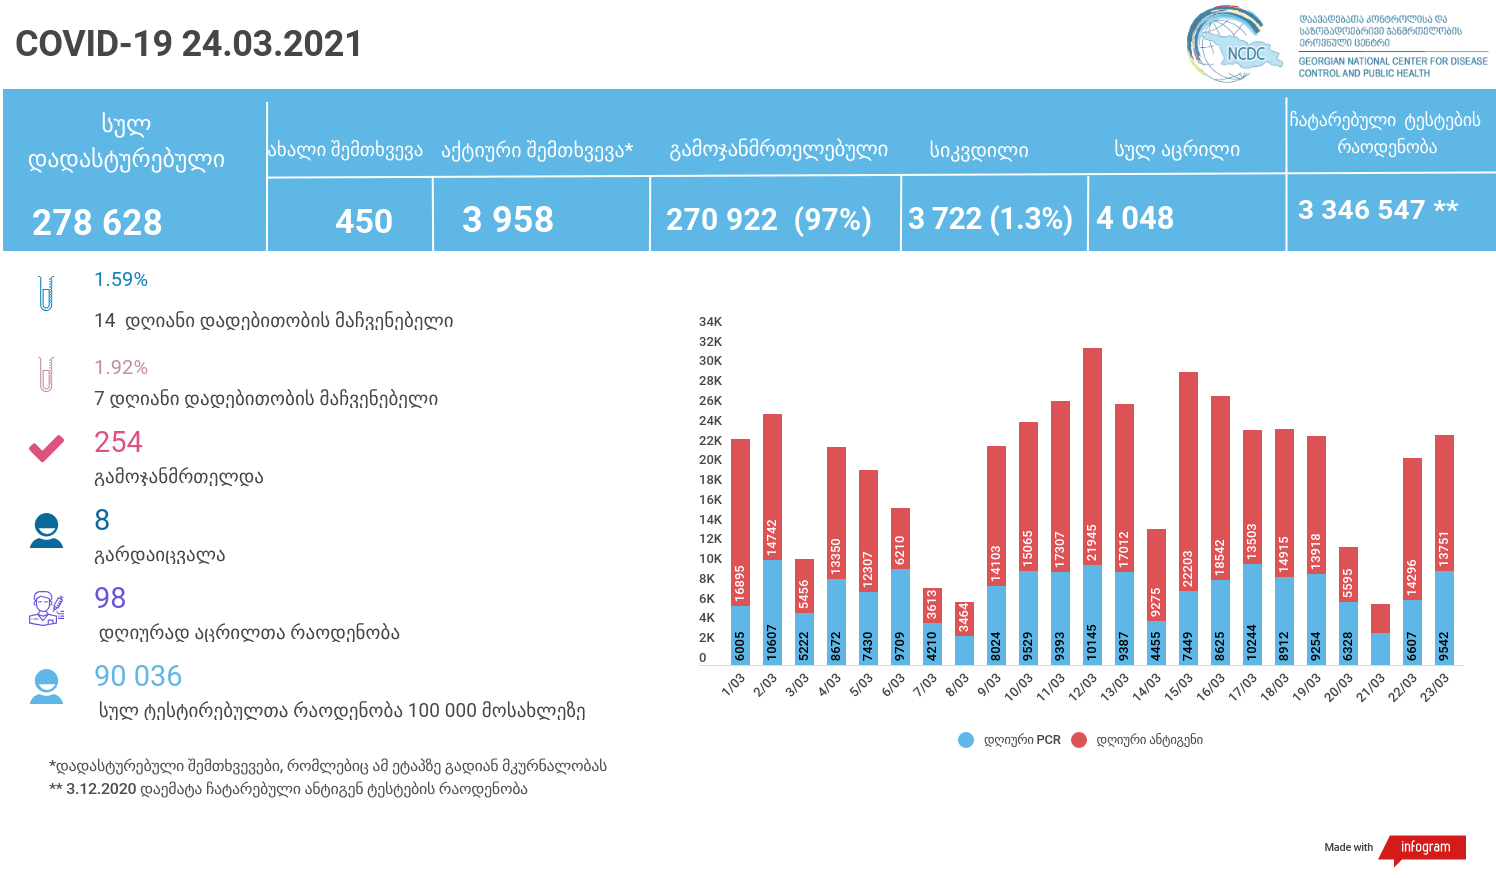 COVID-19 24.03.2021
დაავადებათა კონტროლისა და
საზოგადოებრივი ჯანმრთელობის
ეროვნული ცენტრი
NCDC
GEORGIAN NATIONAL CENTER FOR DISEASE
CONTROL AND PUBLIC HEALTH
სულ
დადასტურებული
278 628
ახალი შემთხვევა
450
აქტიური შემთხვევა*
3 958
გამოჯანმრთელებული
270 922 (97%)
სიკვდილი
3 722 (1.3%)
სულ აცრილი
4 048
ჩატარებული ტესტების
რაოდენობა
3 346 547 **
1.59%
14 დღიანი დადებითობის მაჩვენებელი
1.92%
7 დღიანი დადებითობის მაჩვენებელი
254
გამოჯანმრთელდა
8
გარდაიცვალა
98
დღიურად აცრილთა რაოდენობა
90 036
სულ ტესტირებულთა რაოდენობა 100 000 მოსახლეზე
*დადასტურებული შემთხვევები, რომლებიც ამ ეტაპზე გადიან მკურნალობას
** 3.12.2020 დაემატა ჩატარებული ანტიგენ ტესტების რაოდენობა
34K
32K
30K
28K
26K
24K
22K
20K
18K
16K
14K
12K
10K
8K
6K
4K
2K
0
16895
14742
5456
13350
12307
6210
3613
3464
14103
15065
17307
21945
17012
9275
22203
18542
13503
14915
13918
5595
14296
13751
6005
10607
5222
8672
7430
9709
4210
8024
9529
9393
10145
9387
4455
7449
8625
10244
8912
9254
6328
6607
9542
1/03
2/03
3/03
4/03
5/03
6/03
7/03
8/03
9/03
10/03
11/03
12/03
13/03
14/03
15/03
16/03
17/03
18/03
19/03
20/03
21/03
22/03
23/03
დღიური PCR
დღიური ანტიგენი
Made with
infogram